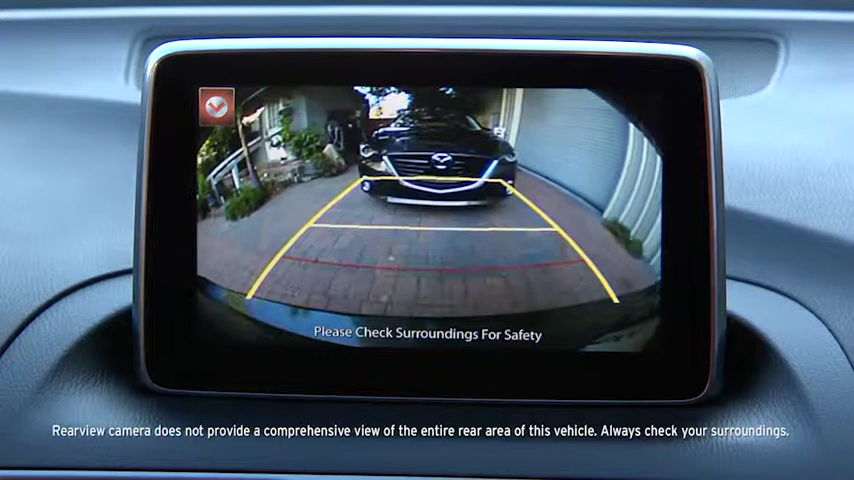 Please Check Surroundings For Safety
Rearview camera does not provide a comprehensive view of the entire rear area of this vehicle. Always check your surroundings.